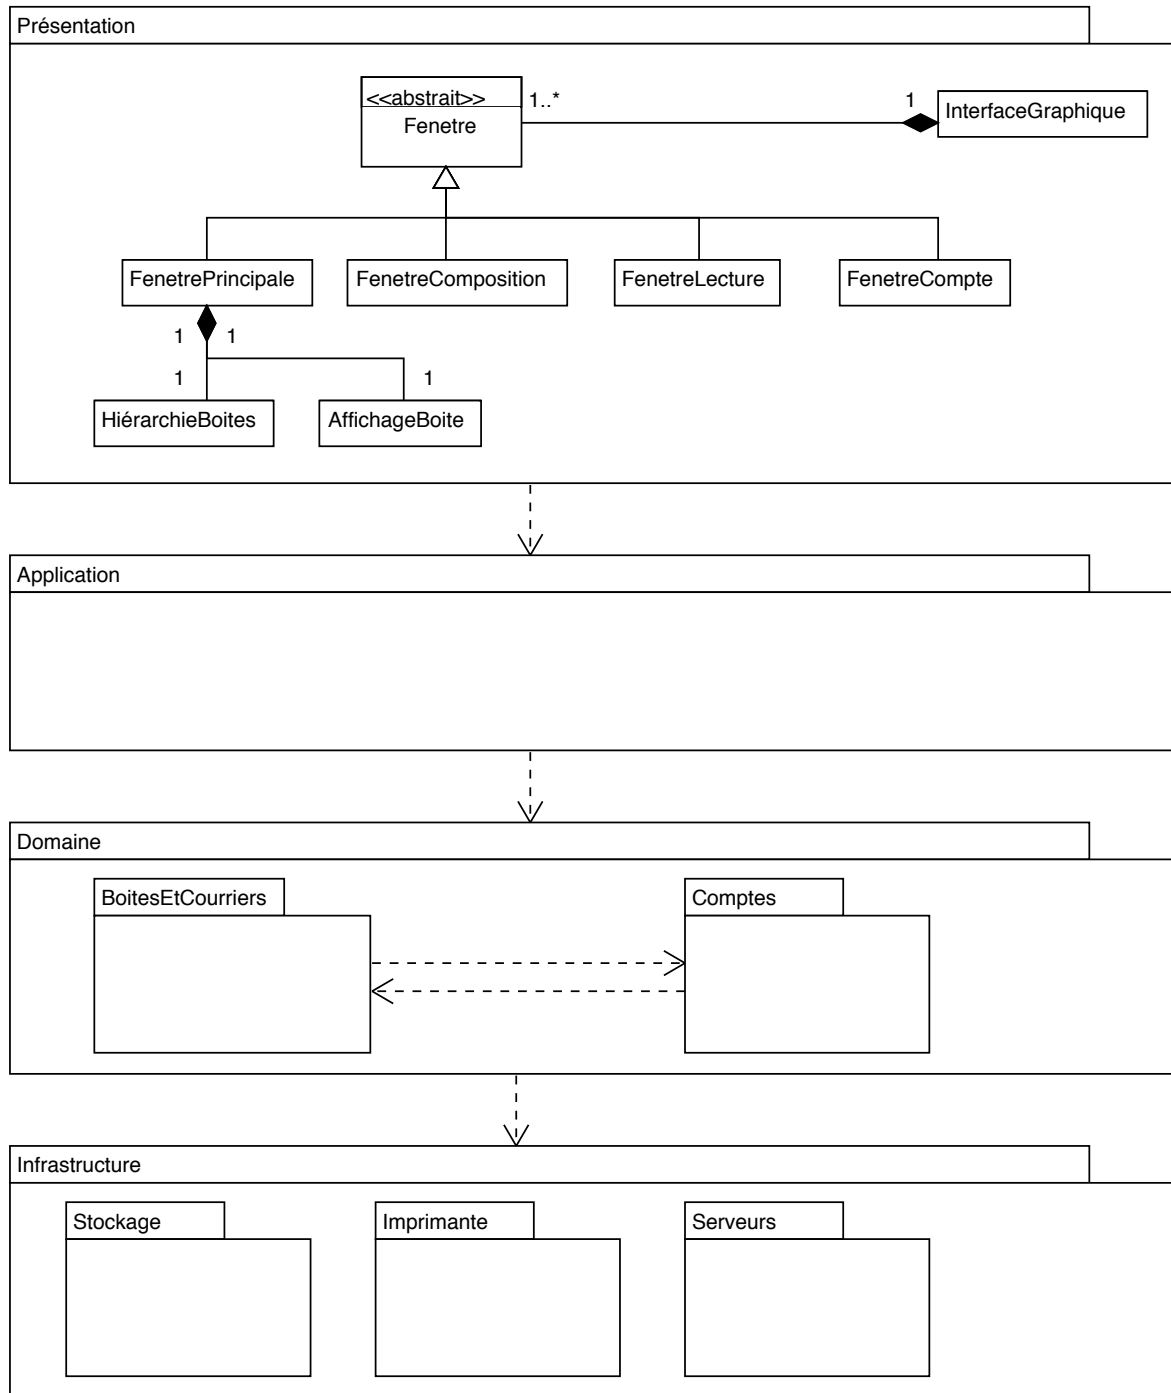 Présentation
<<abstrait>>
Fenetre
1..*
1
InterfaceGraphique
FenetrePrincipale
FenetreComposition
FenetreLecture
FenetreCompte
1
1
1
1
HiérarchieBoites
AffichageBoite
Application
Domaine
BoitesEtCourriers
Comptes
Infrastructure
Stockage
Imprimante
Serveurs